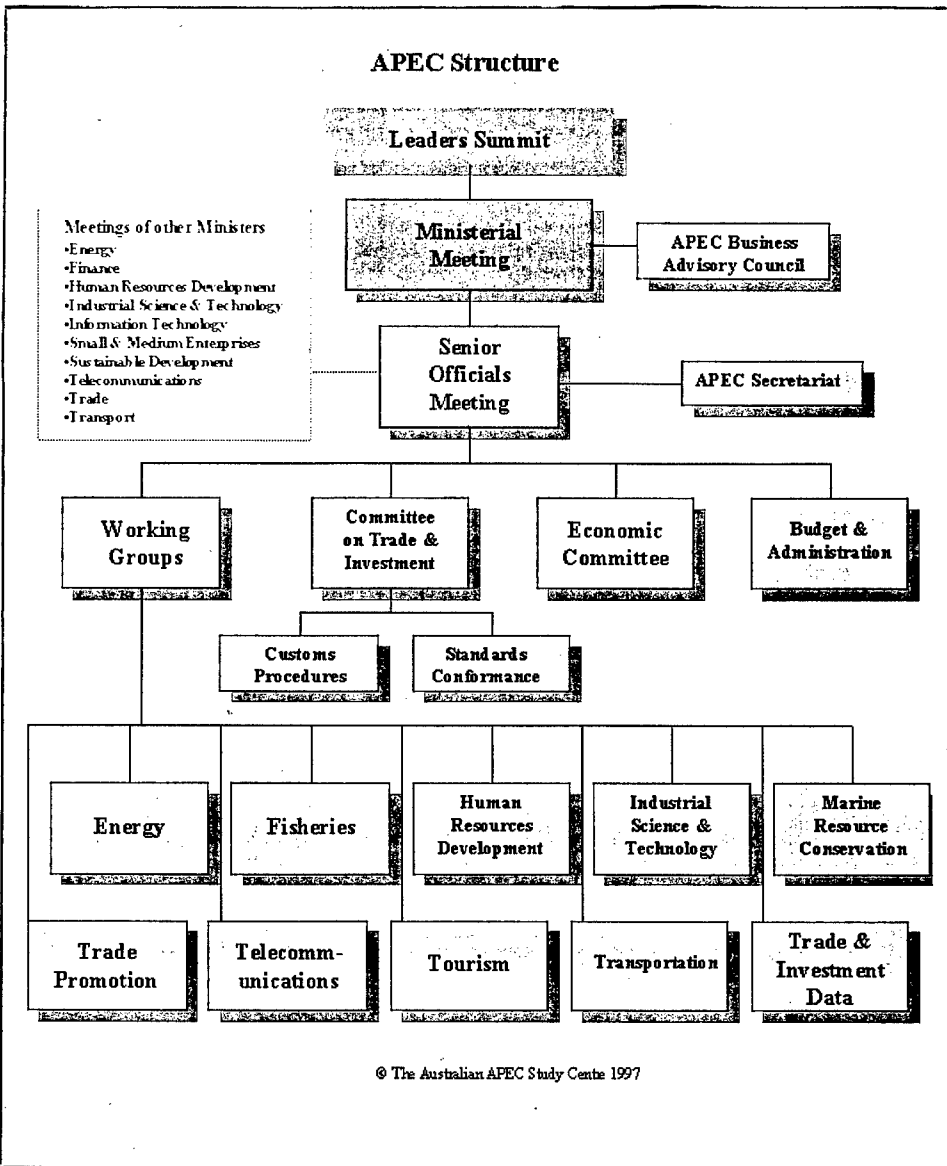 APEC Structure
Leaders Summit
Ministerial
Meeting
APEC Business
Advisory Council
Meetings of other Ministers
•Energy
•Finance
•Human Resources Development
•Industrial Science & Technology
•Information Technology
•Small & Medium Enterprises
•Sustainable Development
•Telecommunications
•Trade
•Transport
Senior
Officials
Meeting
APEC Secretariat
Working
Groups
Committee
on Trade &
Investment
Economic
Committee
Budget &
Administration
Customs
Procedures
Standards
Conformance
Energy
Fisheries
Human
Resources
Development
Industrial
Science &
Technology
Marine
Resource
Conservation
Trade
Promotion
Telecomm-
unications
Tourism
Transportation
Trade &
Investment
Data
© The Australian APEC Study Centre 1997